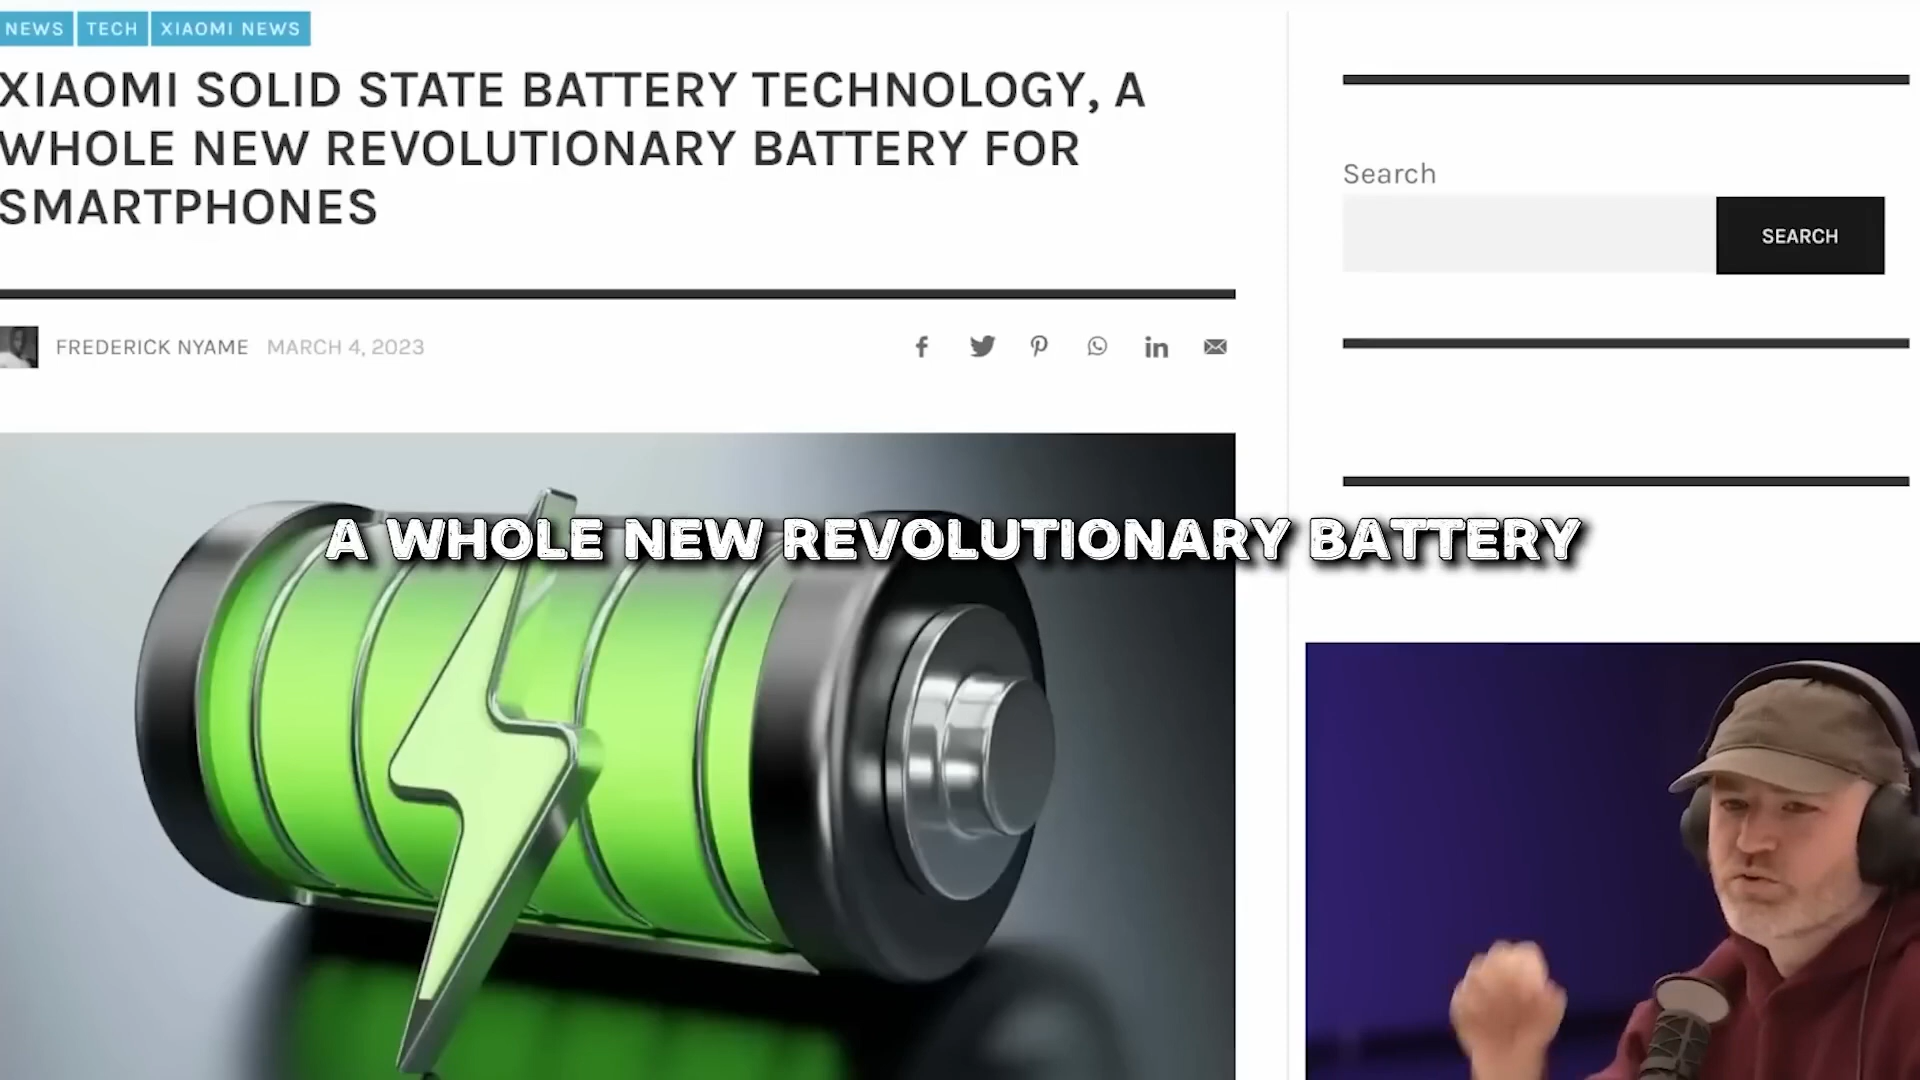 NEWS TECH XIAOMI NEWS
XIAOMI SOLID STATE BATTERY TECHNOLOGY, A
WHOLE NEW REVOLUTIONARY BATTERY FOR
SMARTPHONES
FREDERICK NYAME MARCH 4, 2023
Search
SEARCH
A WHOLE NEW REVOLUTIONARY BATTERY